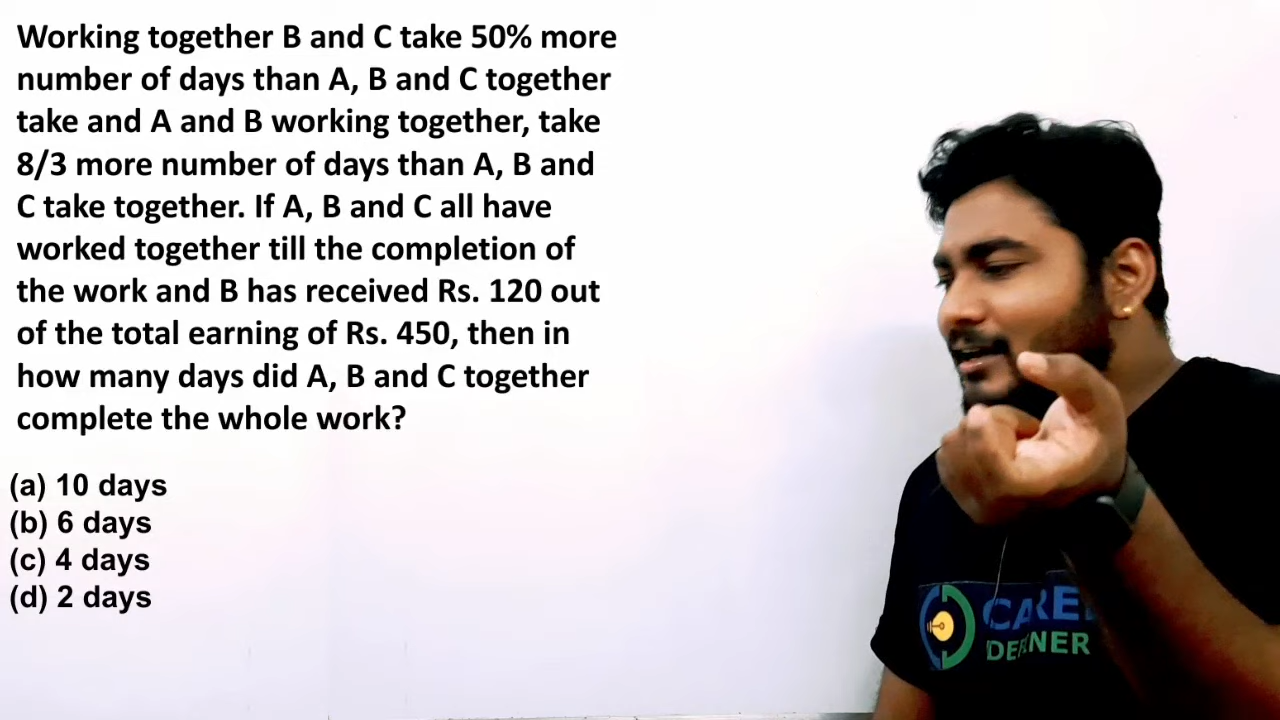 Working together B and C take 50% more
number of days than A, B and C together
take and A and B working together, take
8/3 more number of days than A, B and
C take together. If A, B and C all have
worked together till the completion of
the work and B has received Rs. 120 out
of the total earning of Rs. 450, then in
how many days did A, B and C together
complete the whole work?
(a) 10 days
(b) 6 days
(c) 4 days
(d) 2 days